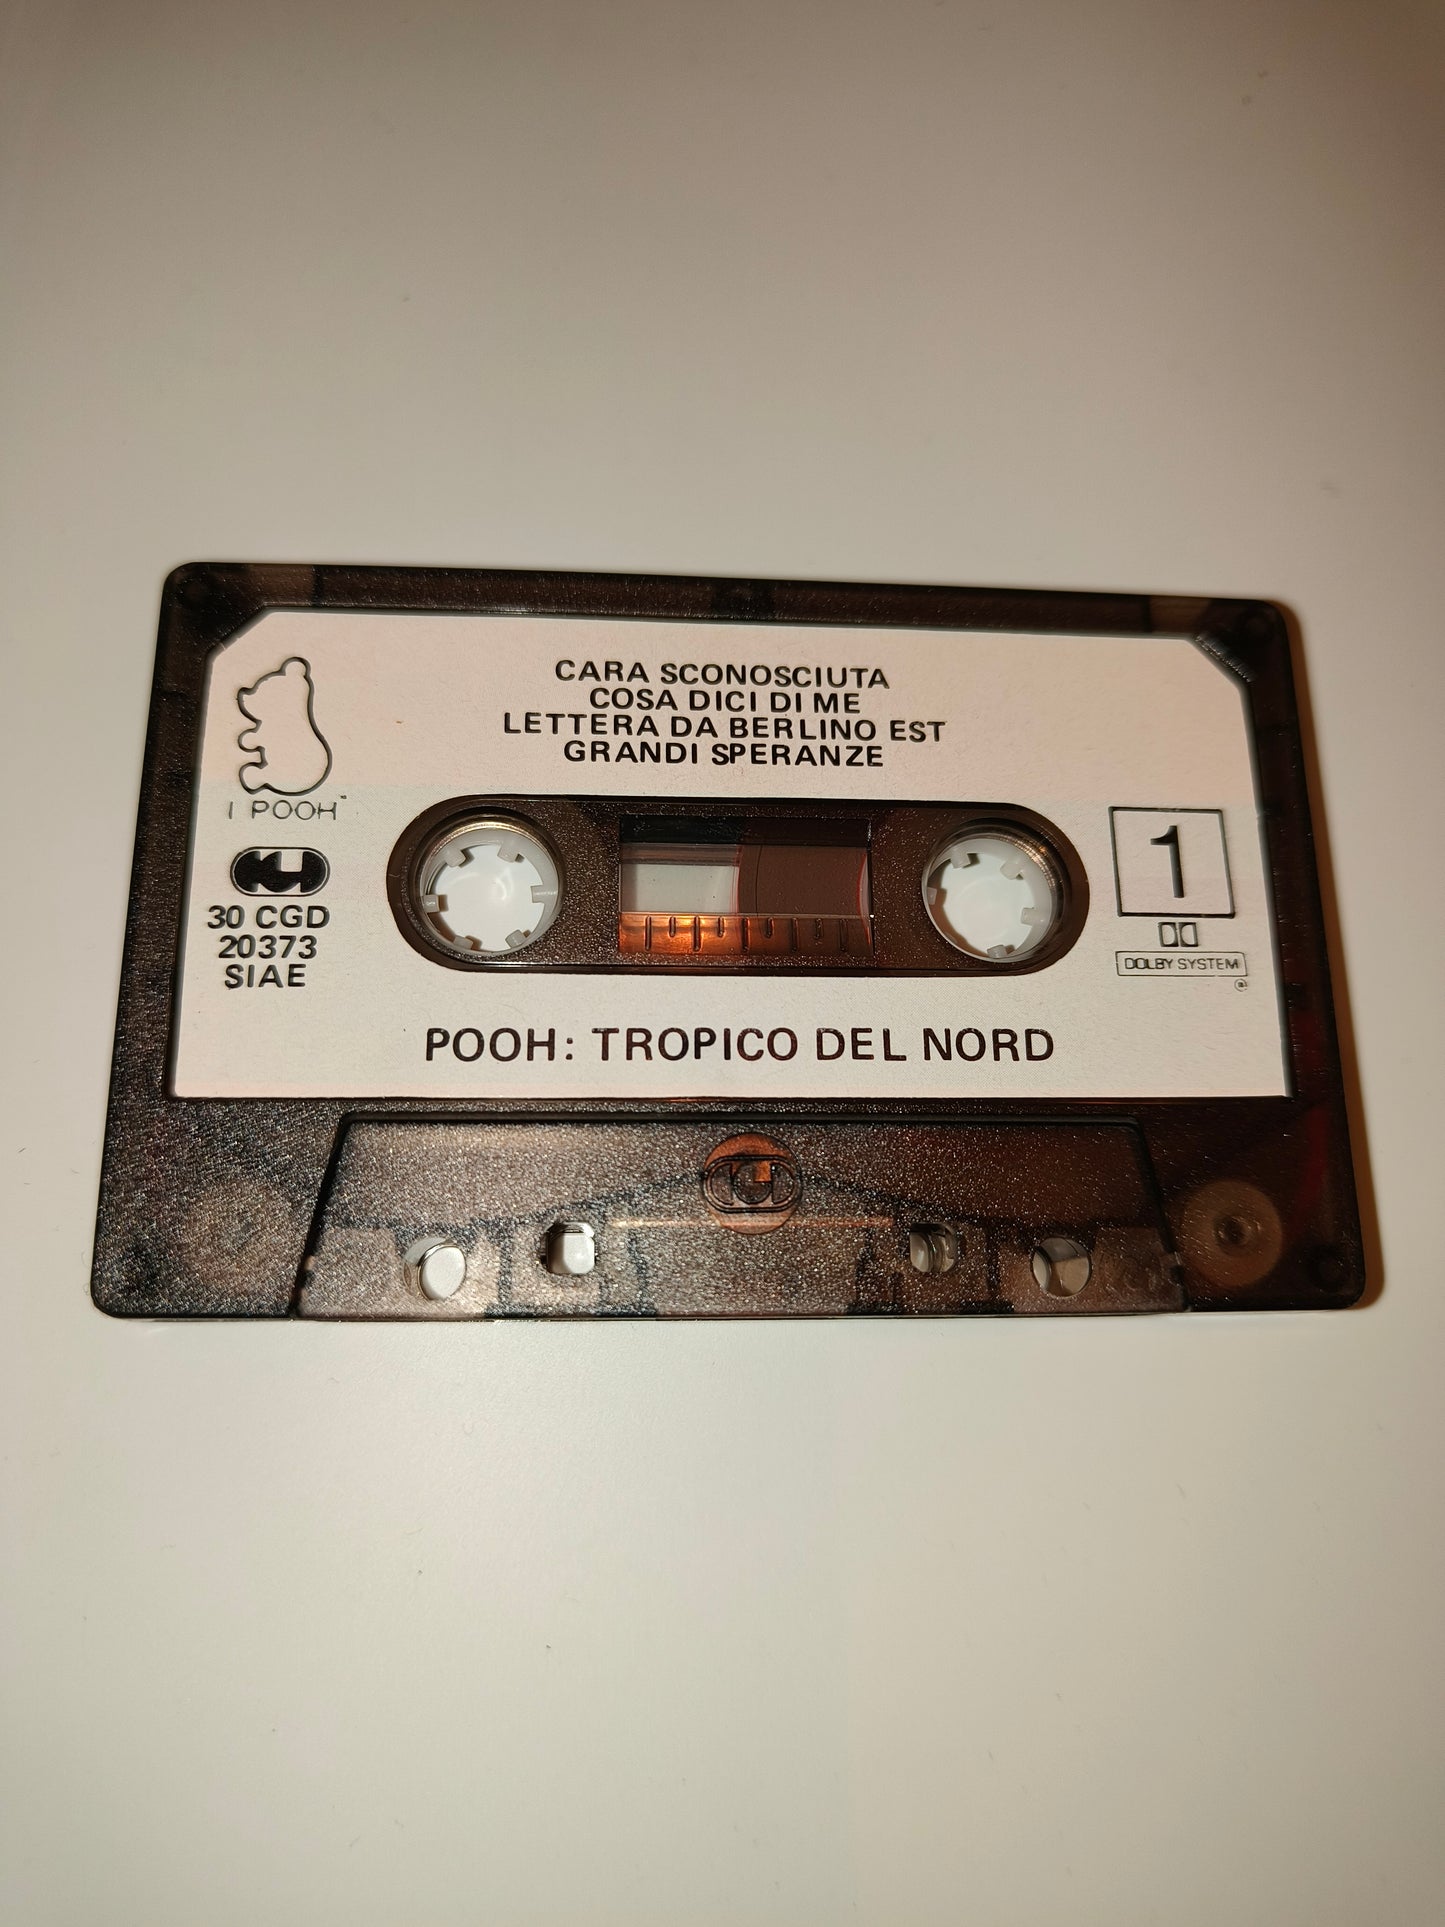 CARA SCONOSCIUTA
COSA DICI DI ME
LETTERA DA BERLINO EST
GRANDI SPERANZE
I POOH™
30 CGD
20373
SIAE
1
DOLBY SYSTEM
®
POOH: TROPICO DEL NORD